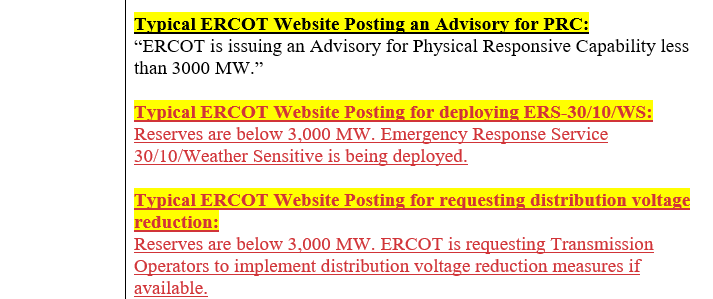 Typical ERCOT Website Posting an Advisory for PRC:
“ERCOT is issuing an Advisory for Physical Responsive Capability less
than 3000 MW.”
Typical ERCOT Website Posting for deploying ERS-30/10/WS:
Reserves are below 3,000 MW. Emergency Response Service
30/10/Weather Sensitive is being deployed.
Typical ERCOT Website Posting for requesting distribution voltage
reduction:
Reserves are below 3,000 MW. ERCOT is requesting Transmission
Operators to implement distribution voltage reduction measures if
available.